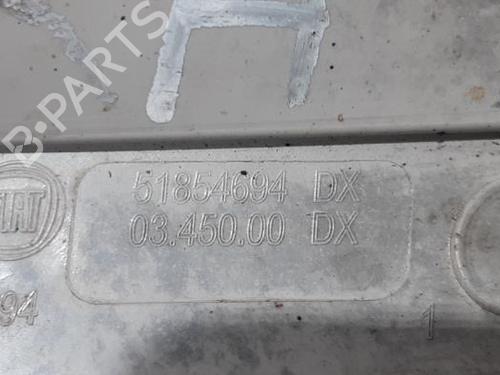 B-PARTS
51854694 DX
03.450.00 DX
FIAT
94
1